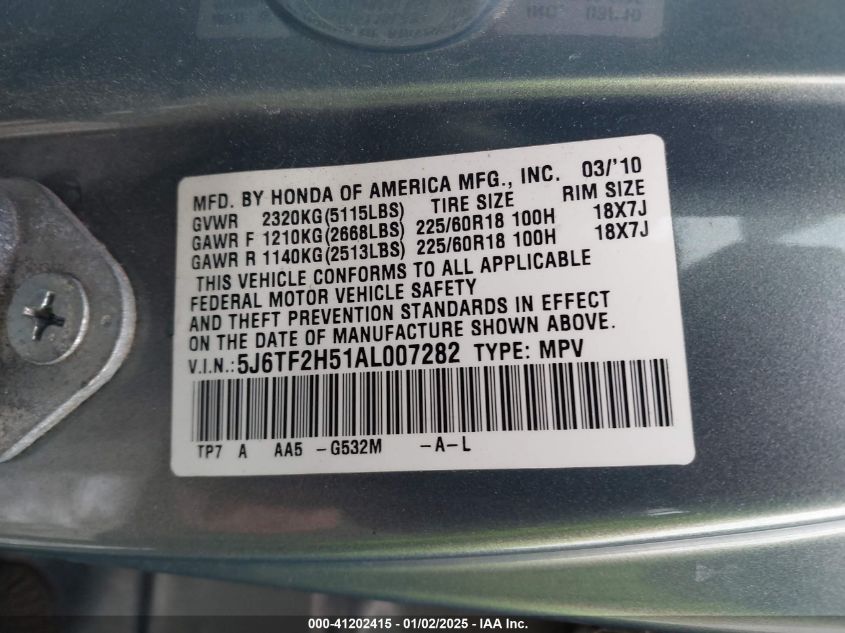 MFD. BY HONDA OF AMERICA MFG., INC. 03/'10
GVWR 2320KG(5115LBS) TIRE SIZE RIM SIZE
GAWR F 1210KG(2668LBS) 225/60R18 100H 18X7J
GAWR R 1140KG(2513LBS) 225/60R18 100H 18X7J
THIS VEHICLE CONFORMS TO ALL APPLICABLE
FEDERAL MOTOR VEHICLE SAFETY
AND THEFT PREVENTION STANDARDS IN EFFECT
ON THE DATE OF MANUFACTURE SHOWN ABOVE.
V.I.N.:5J6TF2H51AL007282 TYPE: MPV
TP7 A AA5 -G532M -A-L
000-41202415 - 01/02/2025 - IAA Inc.